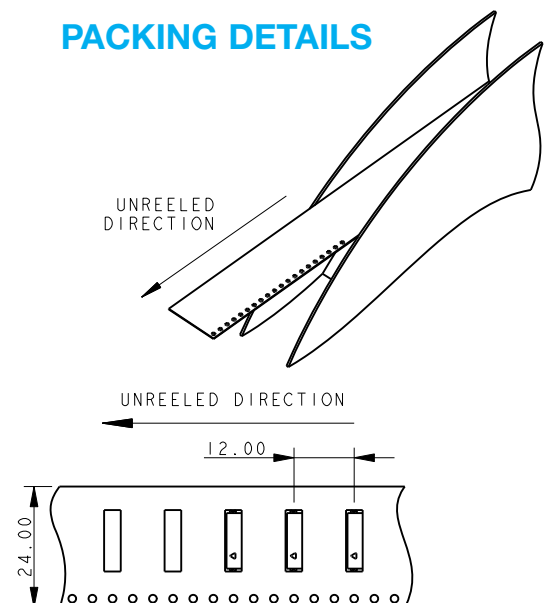 PACKING DETAILS
UNREELED
DIRECTION
UNREELED DIRECTION
12.00
24.00